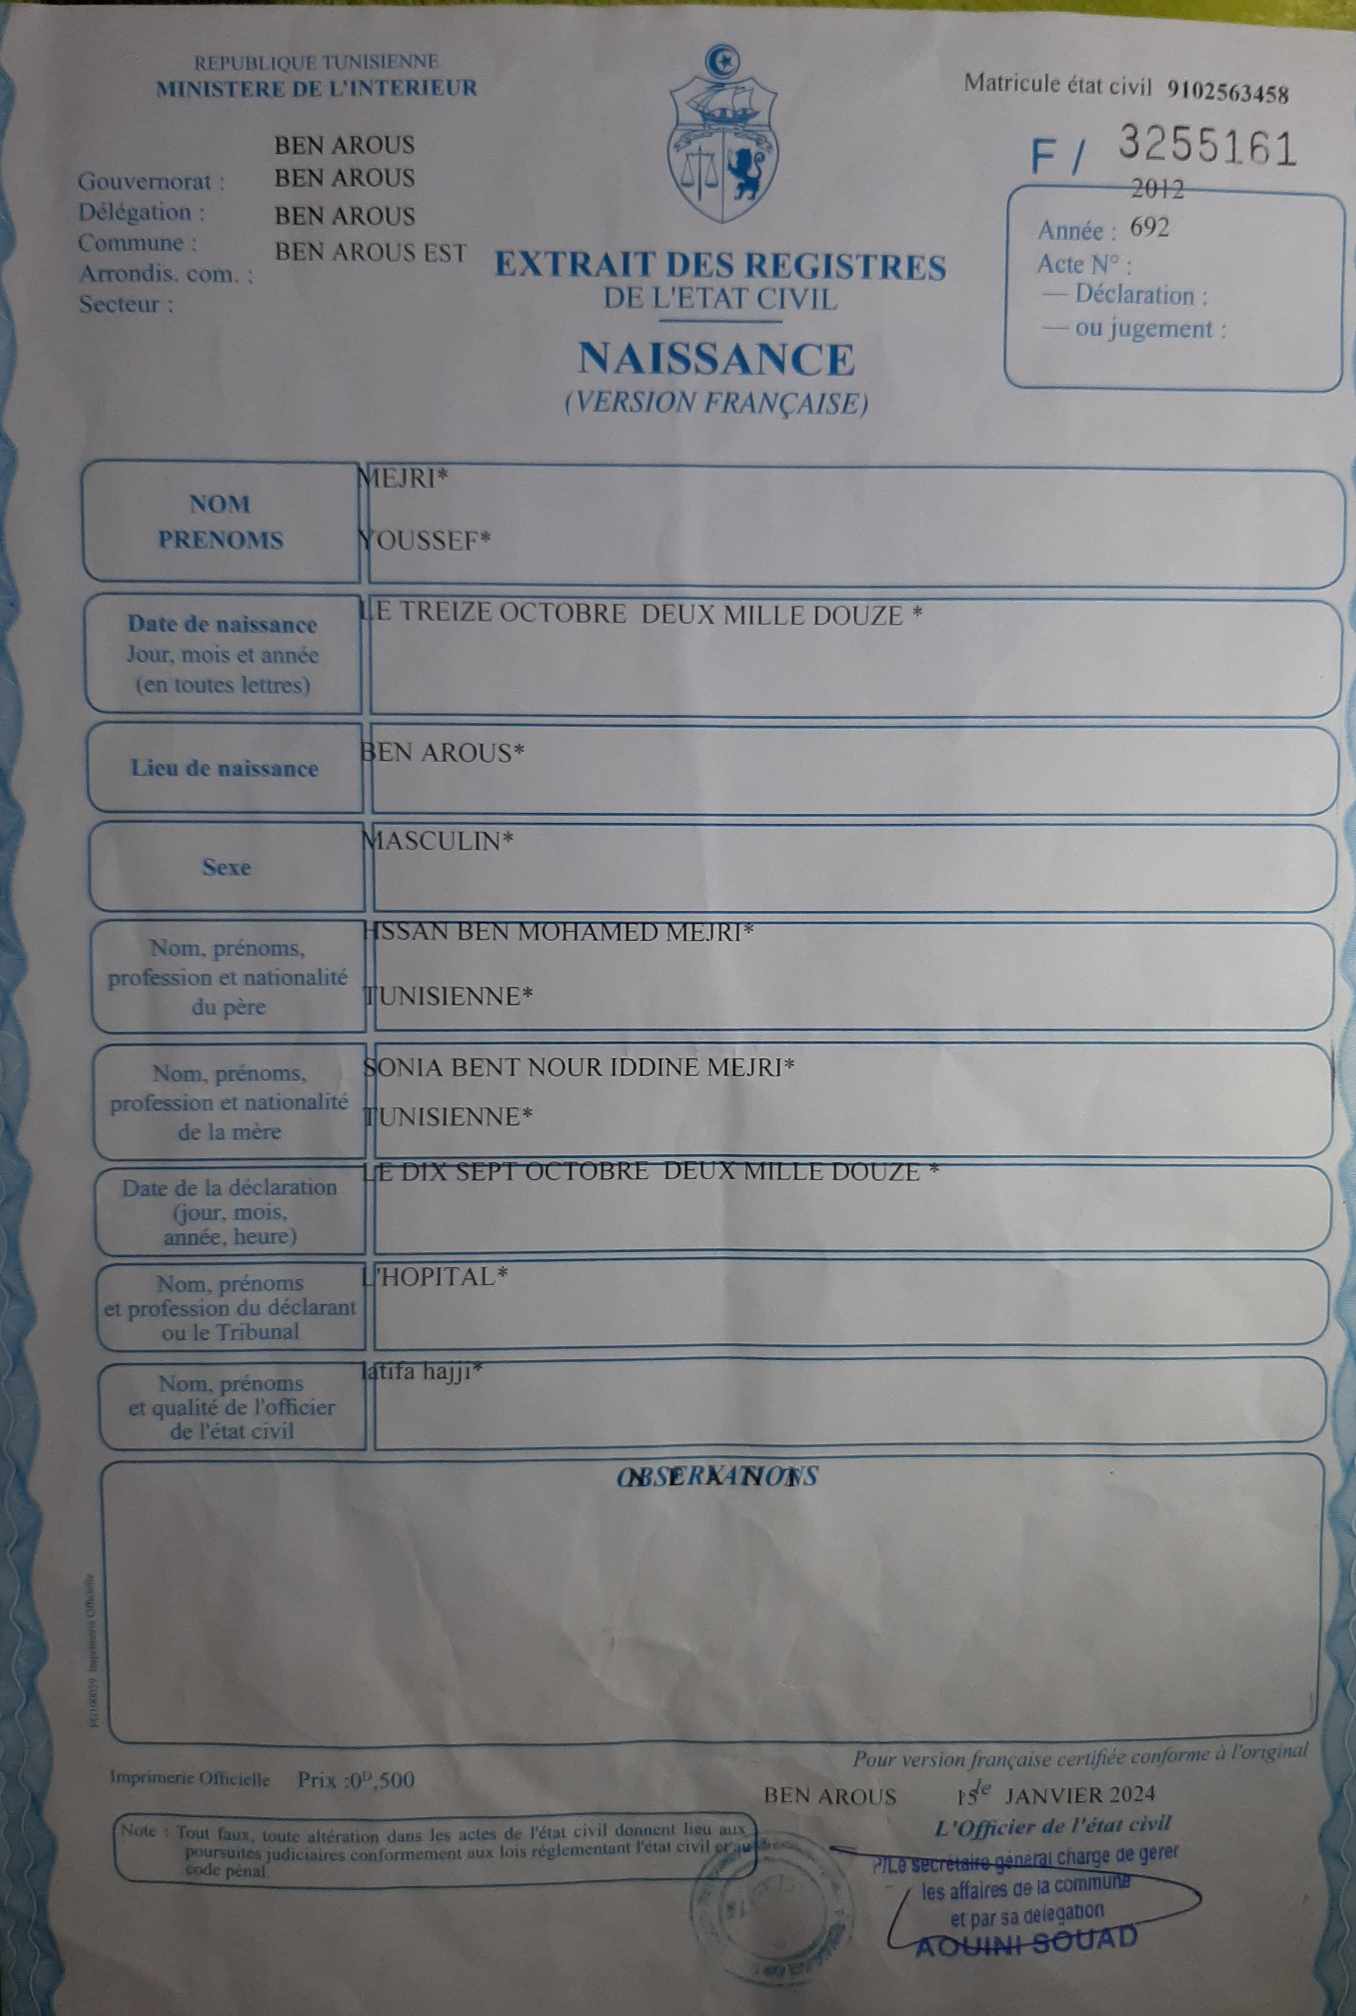 REPUBLIQUE TUNISIENNE
MINISTERE DE L'INTERIEUR
BEN AROUS
Gouvernorat : BEN AROUS
Délégation : BEN AROUS
Commune :
Arrondis. com. : BEN AROUS EST
Secteur :
Matricule état civil 9102563458
F / 3255161
2012
Année : 692
Acte N° :
— Déclaration :
— ou jugement :
EXTRAIT DES REGISTRES
DE L'ETAT CIVIL
NAISSANCE
(VERSION FRANÇAISE)
NOM
PRENOMS
MEJRI*
YOUSSEF*
Date de naissance
Jour, mois et année
(en toutes lettres)
LE TREIZE OCTOBRE DEUX MILLE DOUZE *
Lieu de naissance
BEN AROUS*
Sexe
MASCULIN*
Nom, prénoms,
profession et nationalité
du père
HSSAN BEN MOHAMED MEJRI*
TUNISIENNE*
Nom, prénoms,
profession et nationalité
de la mère
SONIA BENT NOUR IDDINE MEJRI*
TUNISIENNE*
Date de la déclaration
(jour, mois,
année, heure)
LE DIX SEPT OCTOBRE DEUX MILLE DOUZE *
Nom, prénoms
et profession du déclarant
ou le Tribunal
L'HOPITAL*
Nom, prénoms
et qualité de l'officier
de l'état civil
latifa hajji*
OBSERVATIONS
N E A N T
Imprimerie Officielle
Pour version française certifiée conforme à l'original
Imprimerie Officielle Prix :0ᴰ,500
BEN AROUS le 15 JANVIER 2024
L'Officier de l'état civil
Note : Tout faux, toute altération dans les actes de l'état civil donnent lieu aux
poursuites judiciaires conformement aux lois réglementant l'état civil et au
code pénal.
P/Le secrétaire général charge de gerer
les affaires de la commune
et par sa delegation
AOUINI SOUAD